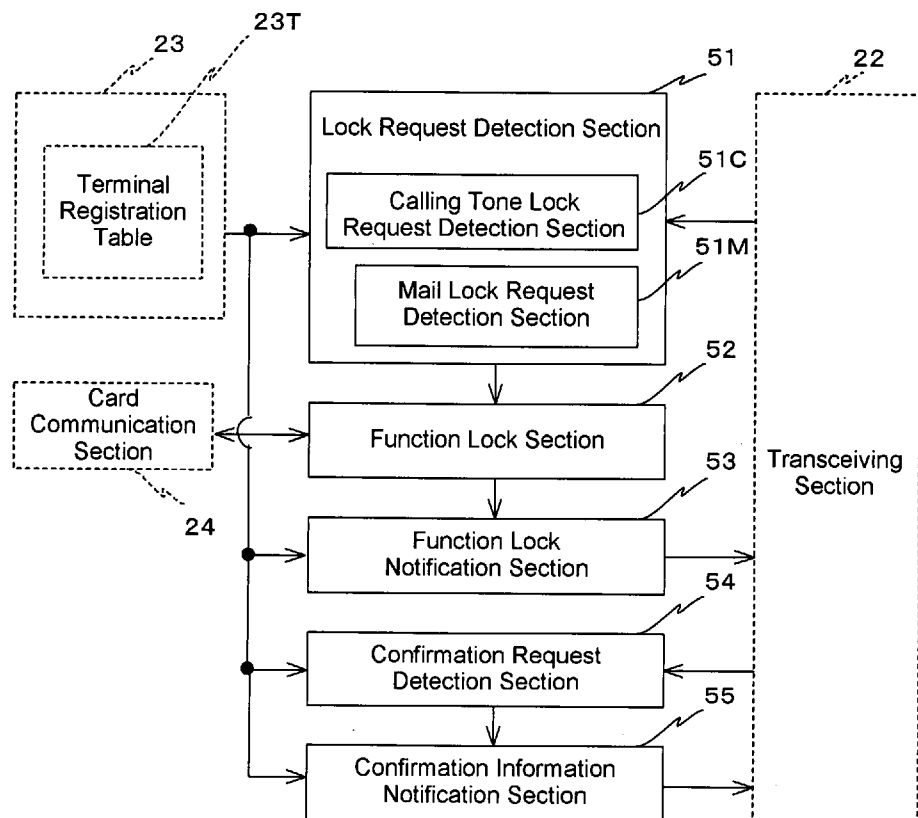 23T
23
51
22
Lock Request Detection Section
51C
Terminal
Registration
Table
Calling Tone Lock
Request Detection Section
51M
Mail Lock Request
Detection Section
52
Card
Communication
Section
Function Lock Section
24
53
Transceiving
Section
Function Lock
Notification Section
54
Confirmation Request
Detection Section
55
Confirmation Information
Notification Section